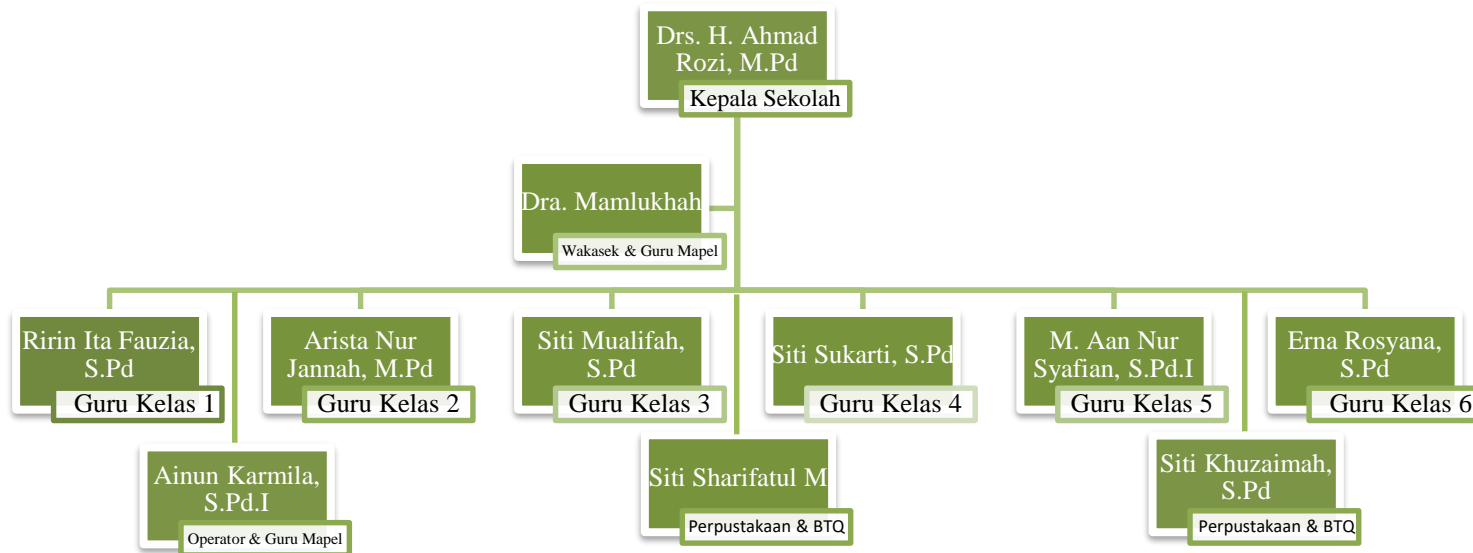 Drs. H. Ahmad
Rozi, M.Pd
Kepala Sekolah
Dra. Mamlukhah
Wakasek & Guru Mapel
Ririn Ita Fauzia,
S.Pd
Guru Kelas 1
Arista Nur
Jannah, M.Pd
Guru Kelas 2
Siti Mualifah,
S.Pd
Guru Kelas 3
Siti Sukarti, S.Pd
Guru Kelas 4
M. Aan Nur
Syafian, S.Pd.I
Guru Kelas 5
Erna Rosyana,
S.Pd
Guru Kelas 6
Ainun Karmila,
S.Pd.I
Operator & Guru Mapel
Siti Sharifatul M
Perpustakaan & BTQ
Siti Khuzaimah,
S.Pd
Perpustakaan & BTQ